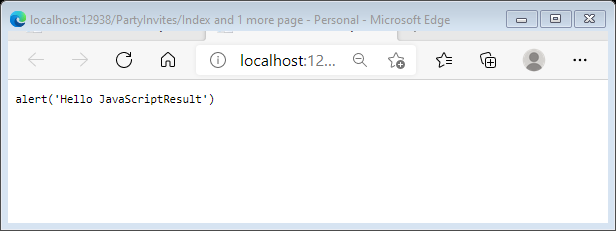 localhost:12938/PartyInvites/Index and 1 more page - Personal - Microsoft Edge
localhost:12...
alert('Hello JavaScriptResult')